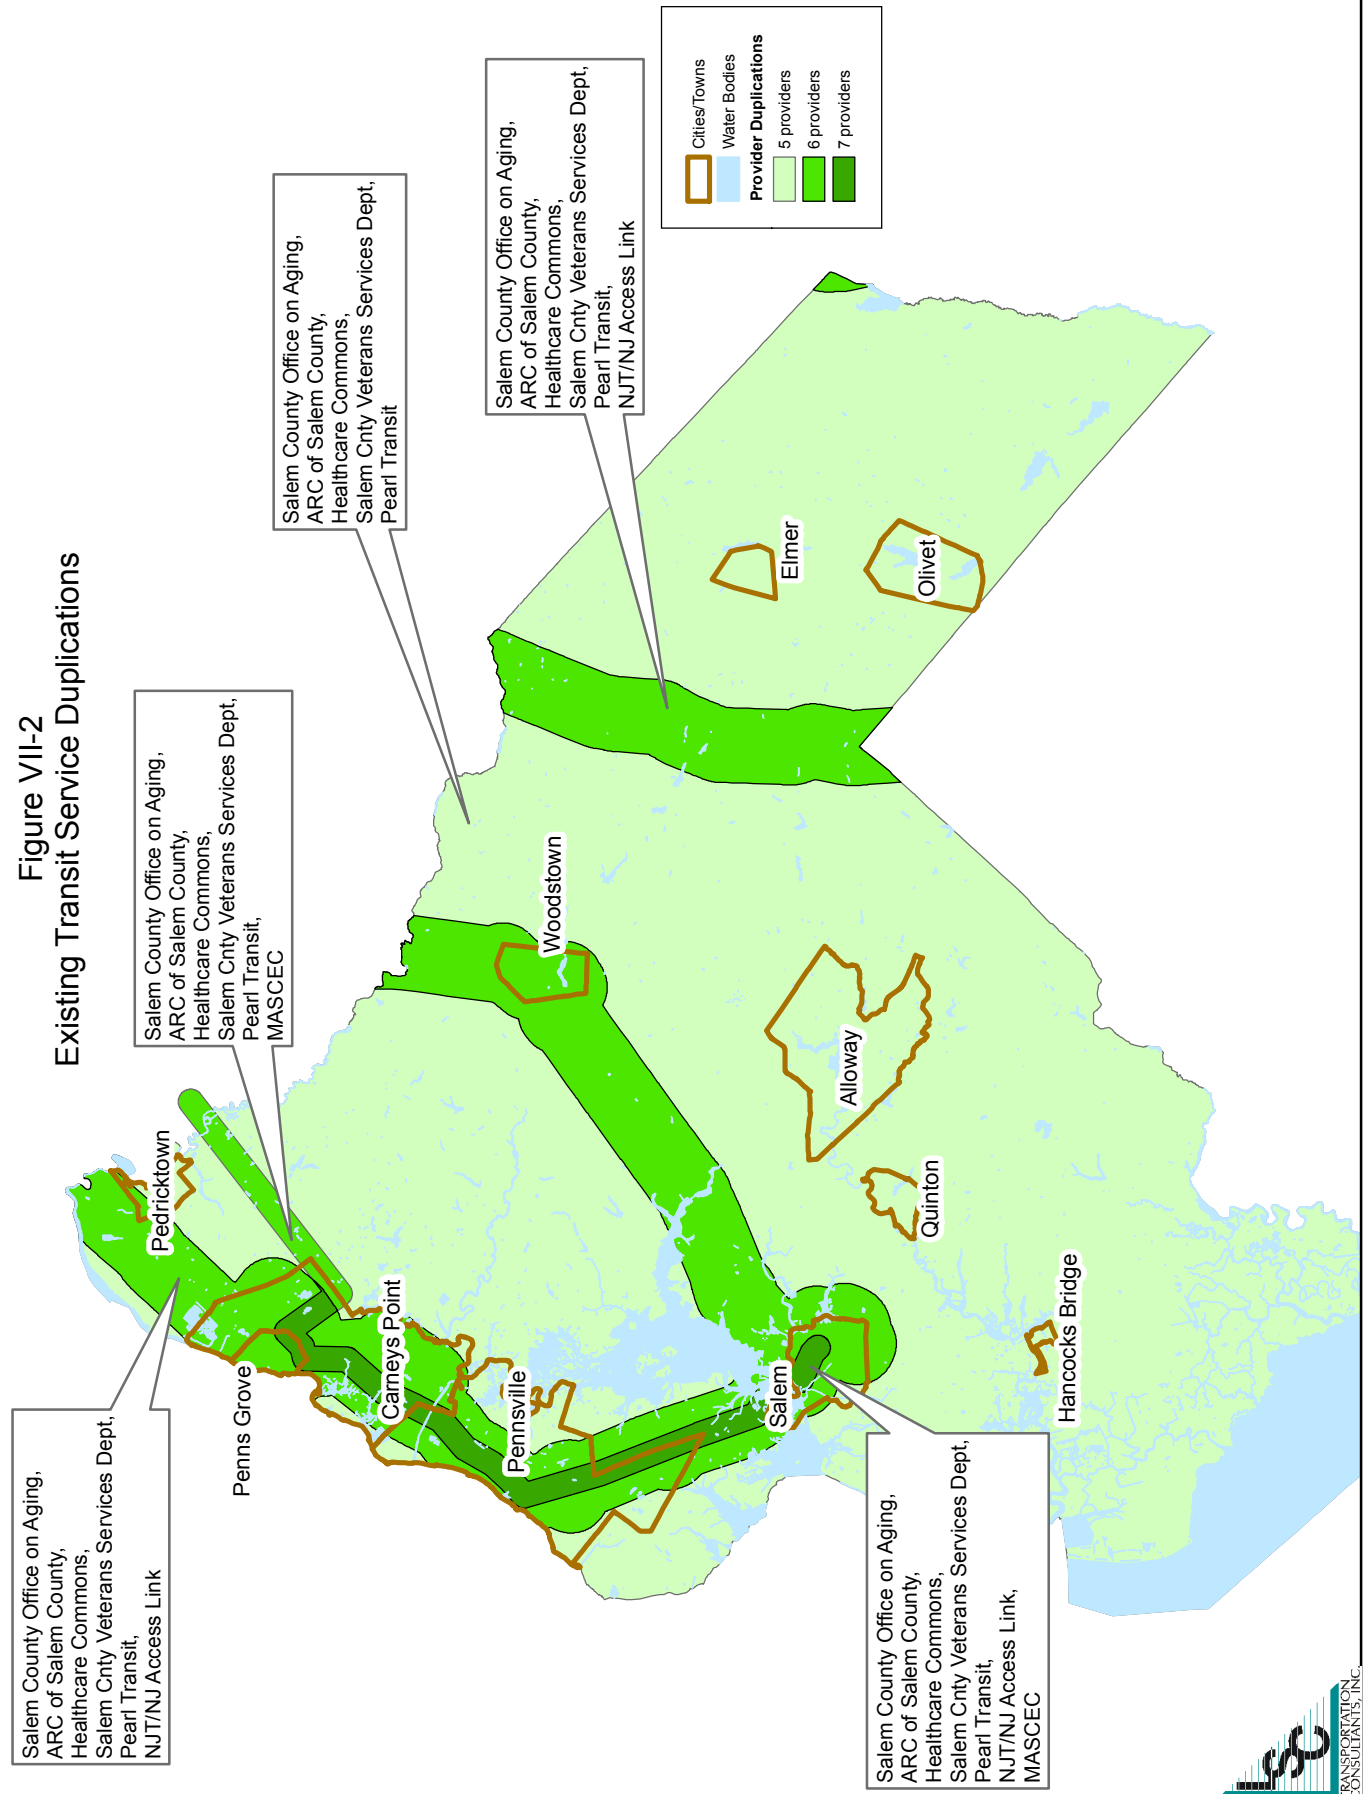 Figure VII-2
Existing Transit Service Duplications
Salem County Office on Aging,
ARC of Salem County,
Healthcare Commons,
Salem Cnty Veterans Services Dept,
Pearl Transit,
NJT/NJ Access Link
Salem County Office on Aging,
ARC of Salem County,
Healthcare Commons,
Salem Cnty Veterans Services Dept,
Pearl Transit,
MASCEC
Salem County Office on Aging,
ARC of Salem County,
Healthcare Commons,
Salem Cnty Veterans Services Dept,
Pearl Transit
Salem County Office on Aging,
ARC of Salem County,
Healthcare Commons,
Salem Cnty Veterans Services Dept,
Pearl Transit,
NJT/NJ Access Link
Cities/Towns
Water Bodies
Provider Duplications
5 providers
6 providers
7 providers
Pedricktown
Penns Grove
Carneys Point
Pennsville
Woodstown
Elmer
Olivet
Salem
Alloway
Quinton
Hancocks Bridge
Salem County Office on Aging,
ARC of Salem County,
Healthcare Commons,
Salem Cnty Veterans Services Dept,
Pearl Transit,
NJT/NJ Access Link,
MASCEC
LSC
TRANSPORTATION
CONSULTANTS, INC.